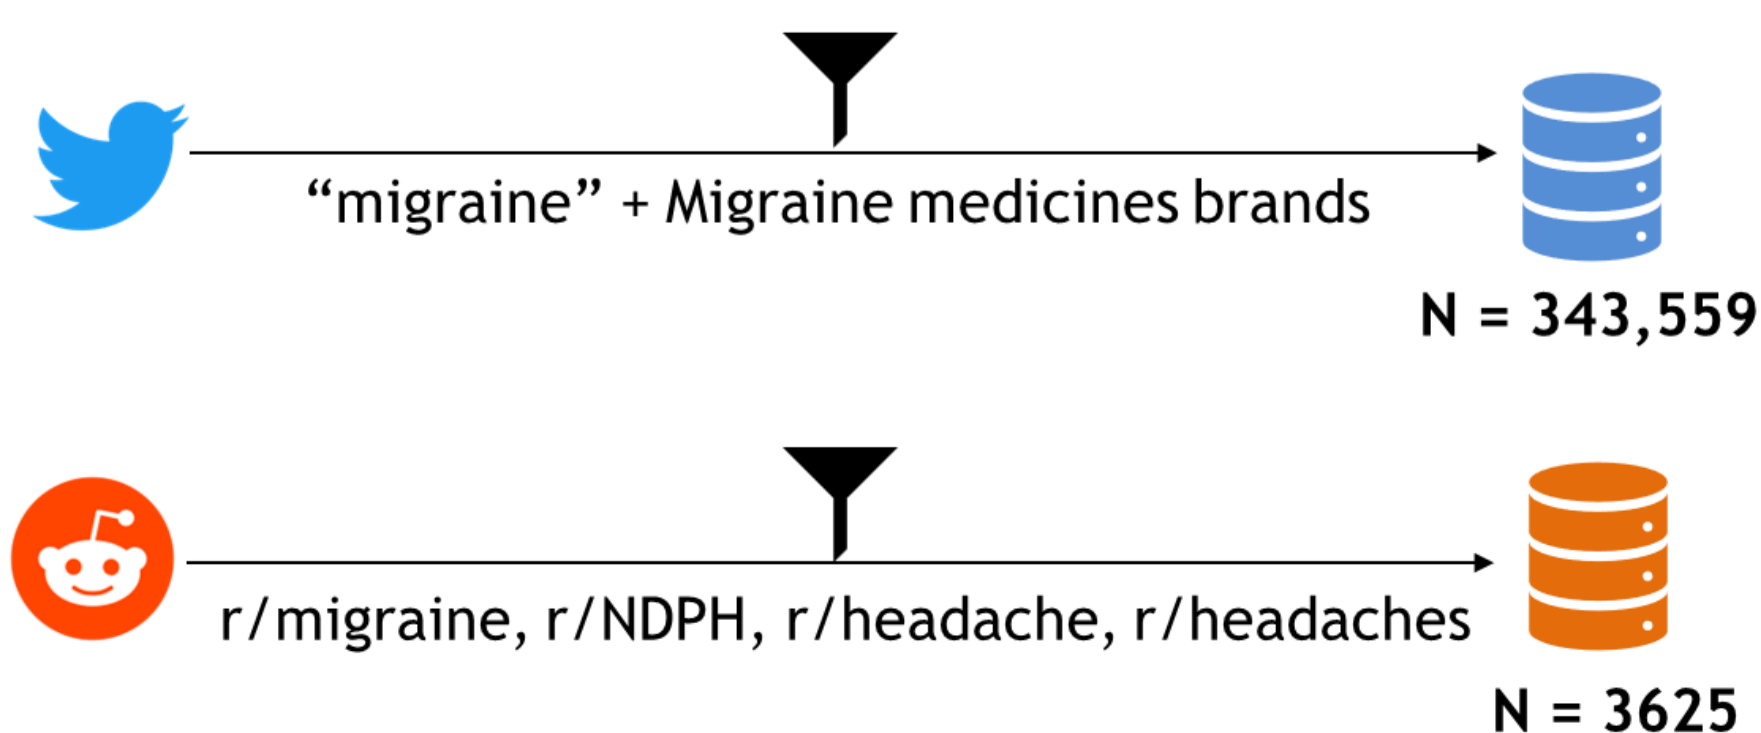 “migraine” + Migraine medicines brands
N = 343,559
r/migraine, r/NDPH, r/headache, r/headaches
N = 3625